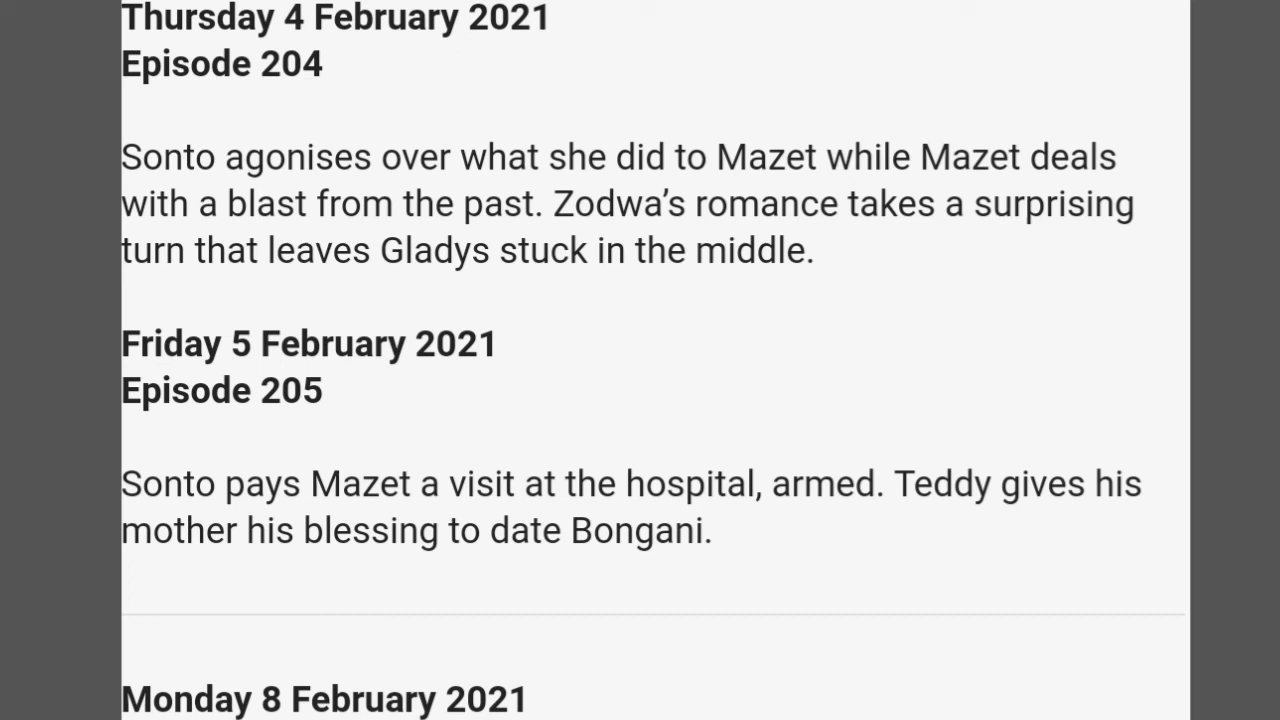 Thursday 4 February 2021
Episode 204
Sonto agonises over what she did to Mazet while Mazet deals
with a blast from the past. Zodwa’s romance takes a surprising
turn that leaves Gladys stuck in the middle.
Friday 5 February 2021
Episode 205
Sonto pays Mazet a visit at the hospital, armed. Teddy gives his
mother his blessing to date Bongani.
Monday 8 February 2021